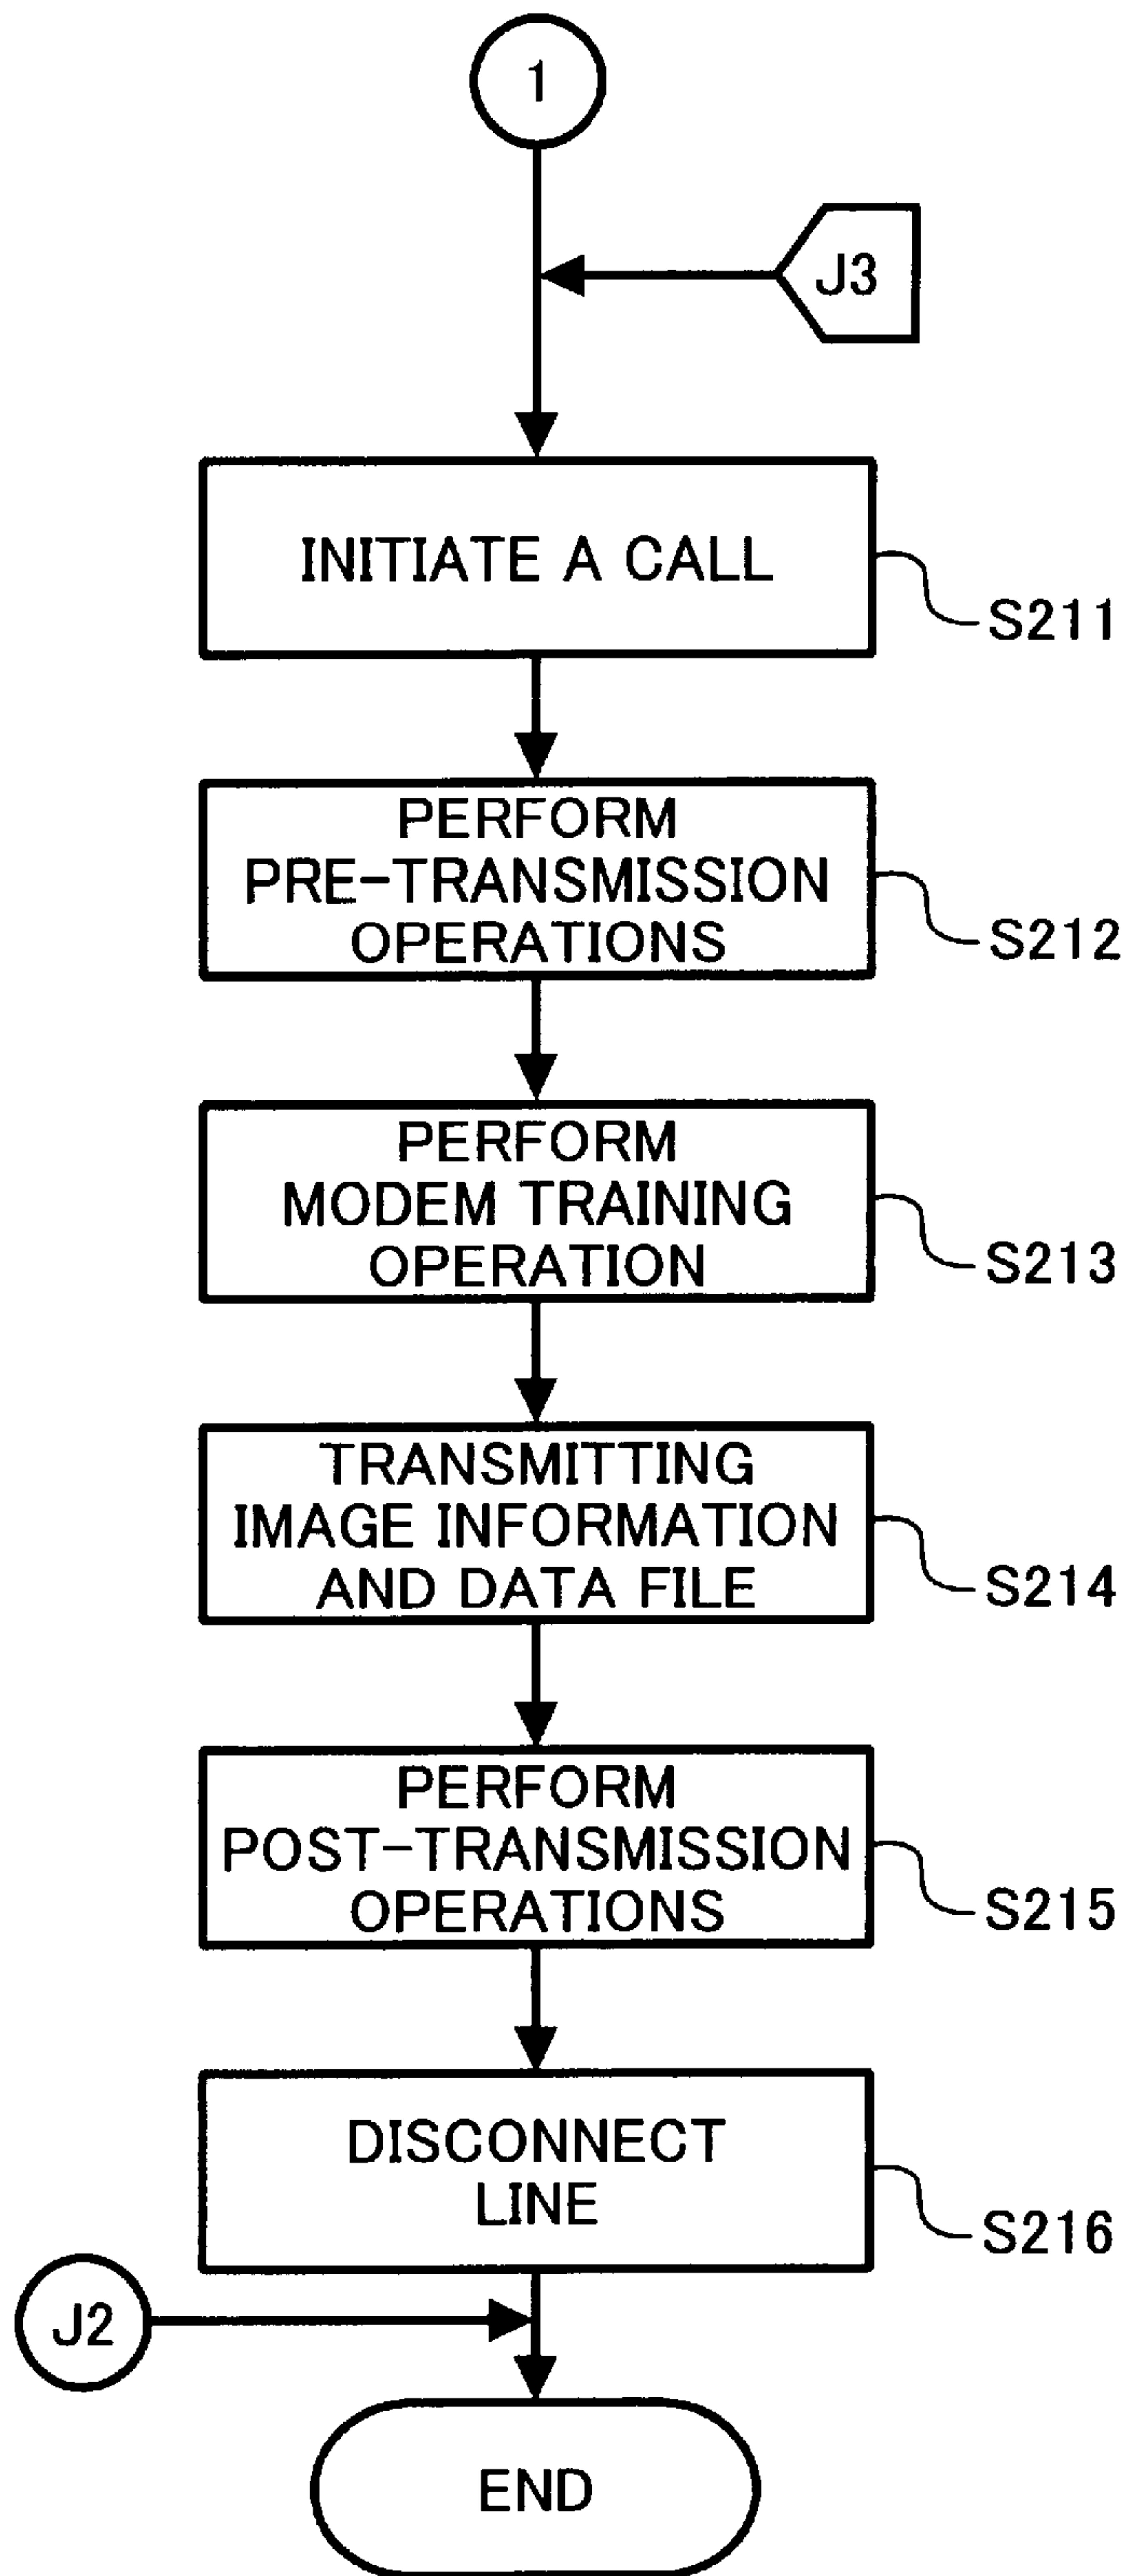 1
J3
INITIATE A CALL
S211
PERFORM
PRE-TRANSMISSION
OPERATIONS
S212
PERFORM
MODEM TRAINING
OPERATION
S213
TRANSMITTING
IMAGE INFORMATION
AND DATA FILE
S214
PERFORM
POST-TRANSMISSION
OPERATIONS
S215
DISCONNECT
LINE
S216
J2
END